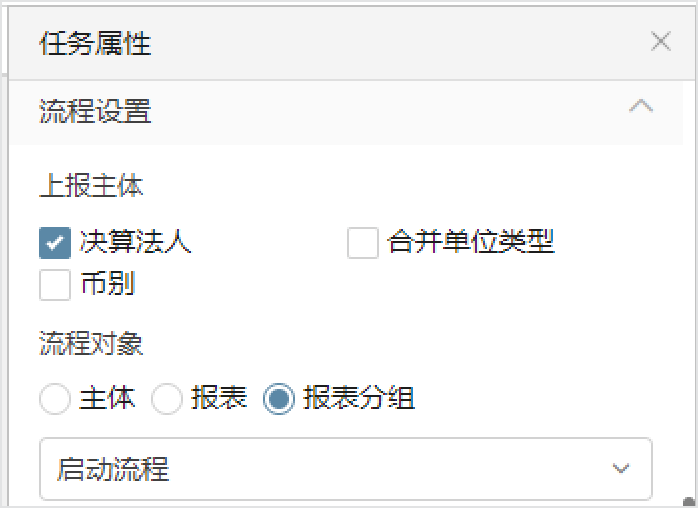 任务属性
流程设置
上报主体
决算法人 合并单位类型
币别
流程对象
主体 报表 报表分组
启动流程